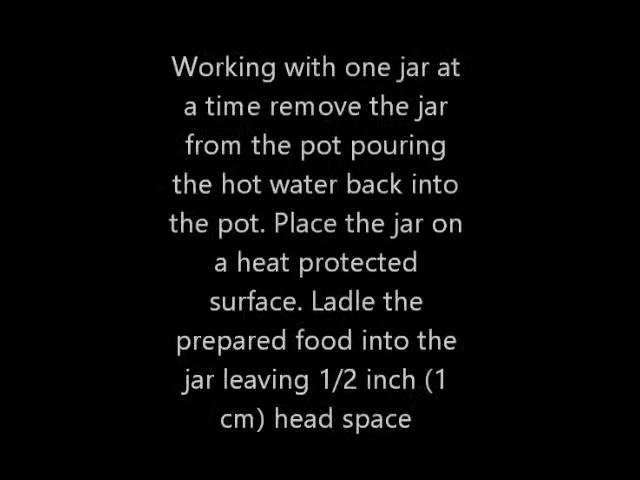 Working with one jar at
a time remove the jar
from the pot pouring
the hot water back into
the pot. Place the jar on
a heat protected
surface. Ladle the
prepared food into the
jar leaving 1/2 inch (1
cm) head space